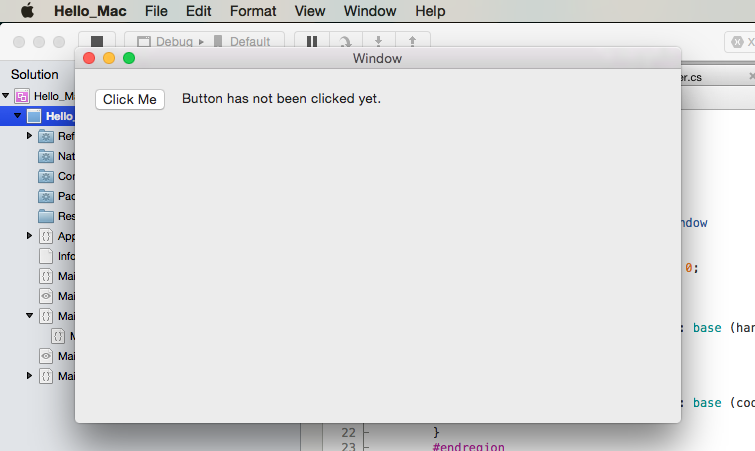 Hello_Mac File Edit Format View Window Help
Debug Default
Window
Solution
er.cs
Click Me Button has not been clicked yet.
Hello_M
Hello_
Ref
Nat
Cor
Pac
Res
App
ndow
Info
0;
Mai
Mai
Mai
: base (han
M
Mai
Mai
: base (cod
22 }
23 #endregion